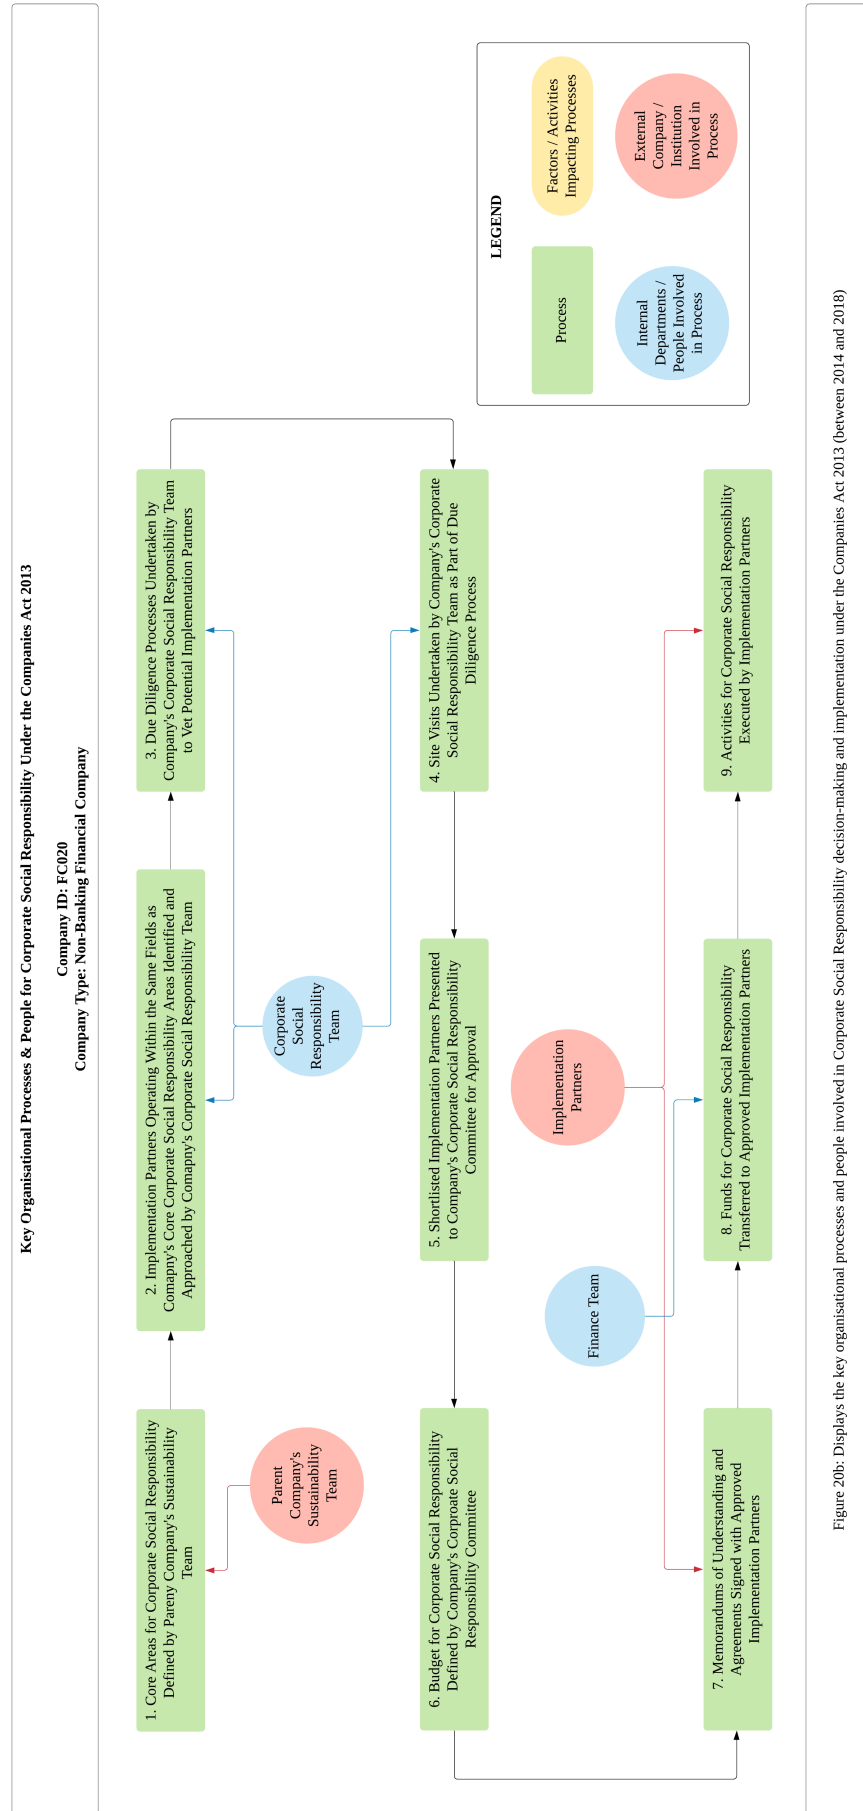 Key Organisational Processes & People for Corporate Social Responsibility Under the Companies Act 2013
Company ID: FC020
Company Type: Non-Banking Financial Company
1. Core Areas for Corporate Social Responsibility
Defined by Pareny Company's Sustainability
Team
2. Implementation Partners Operating Within the Same Fields as
Comapny's Core Corporate Social Responsibility Areas Identified and
Approached by Comapny's Corporate Social Responsibility Team
3. Due Diligence Processes Undertaken by
Company's Corporate Social Responsibility Team
to Vet Potential Implementation Partners
Parent
Company's
Sustainability
Team
Corporate
Social
Responsibility
Team
6. Budget for Corporate Social Responsibility
Defined by Company's Corproate Social
Responsibility Committee
5. Shortlisted Implementation Partners Presented
to Company's Corporate Social Responsibility
Committee for Approval
4. Site Visits Undertaken by Company's Corporate
Social Responsibility Team as Part of Due
Diligence Process
Finance Team
Implementation
Partners
7. Memorandums of Understanding and
Agreements Signed with Approved
Implementation Partners
8. Funds for Corporate Social Responsibility
Transferred to Approved Implementation Partners
9. Activities for Corporate Social Responsibility
Executed by Implementation Partners
LEGEND
Process
Factors / Activities
Impacting Processes
Internal
Departments /
People Involved
in Process
External
Company /
Institution
Involved in
Process
Figure 20b: Displays the key organisational processes and people involved in Corporate Social Responsibility decision-making and implementation under the Companies Act 2013 (between 2014 and 2018)